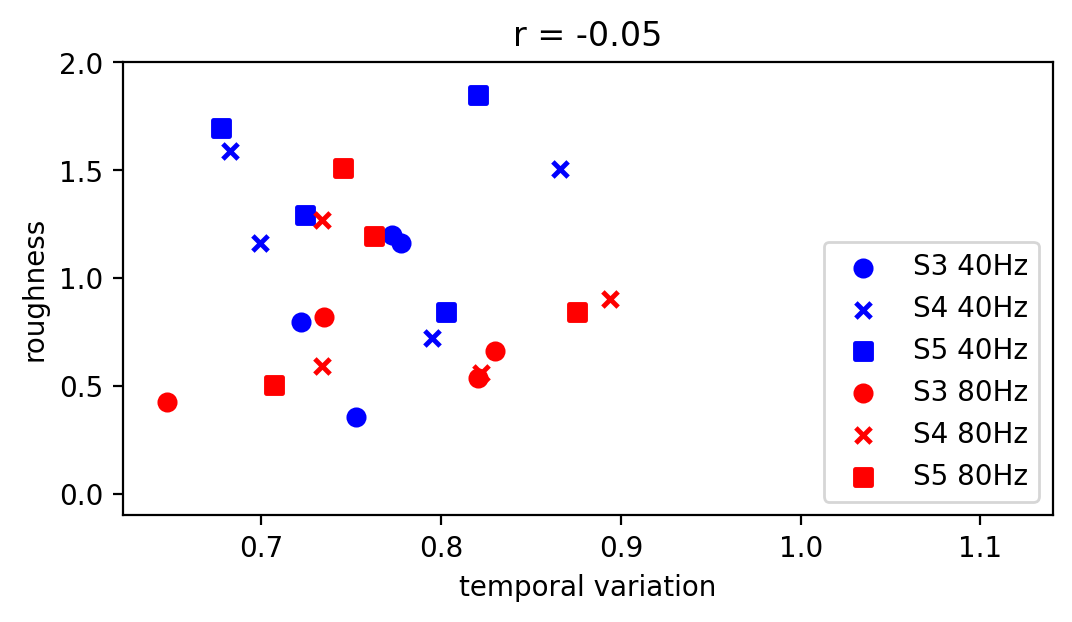 r = -0.05
roughness
2.0
1.5
1.0
0.5
0.0
S3 40Hz
S4 40Hz
S5 40Hz
S3 80Hz
S4 80Hz
S5 80Hz
0.7 0.8 0.9 1.0 1.1
temporal variation